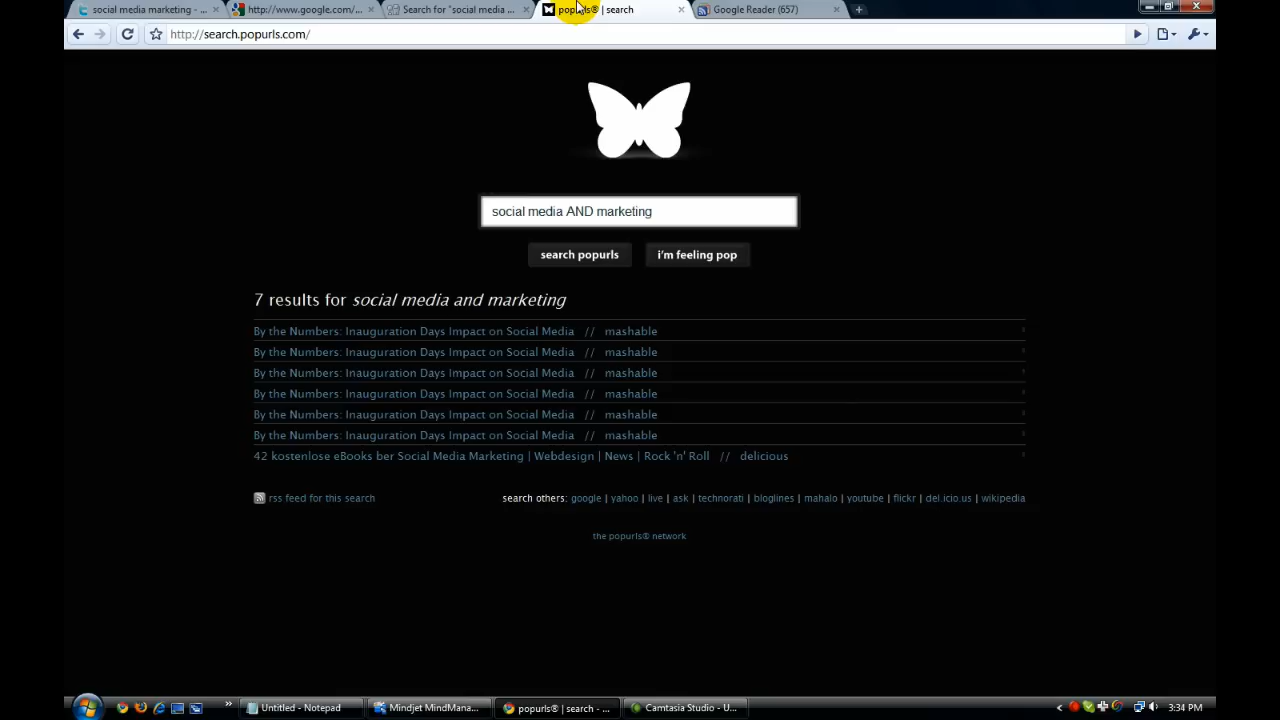 social media marketing - ...
http://www.google.com/...
Search for "social media ...
popurls® | search
Google Reader (657)
http://search.popurls.com/
social media AND marketing
search popurls
i'm feeling pop
7 results for social media and marketing
By the Numbers: Inauguration Days Impact on Social Media // mashable
By the Numbers: Inauguration Days Impact on Social Media // mashable
By the Numbers: Inauguration Days Impact on Social Media // mashable
By the Numbers: Inauguration Days Impact on Social Media // mashable
By the Numbers: Inauguration Days Impact on Social Media // mashable
By the Numbers: Inauguration Days Impact on Social Media // mashable
42 kostenlose eBooks ber Social Media Marketing | Webdesign | News | Rock 'n' Roll // delicious
rss feed for this search
search others: google | yahoo | live | ask | technorati | bloglines | mahalo | youtube | flickr | del.icio.us | wikipedia
the popurls® network
Untitled - Notepad
Mindjet MindMana...
popurls® | search - ...
Camtasia Studio - U...
3:34 PM